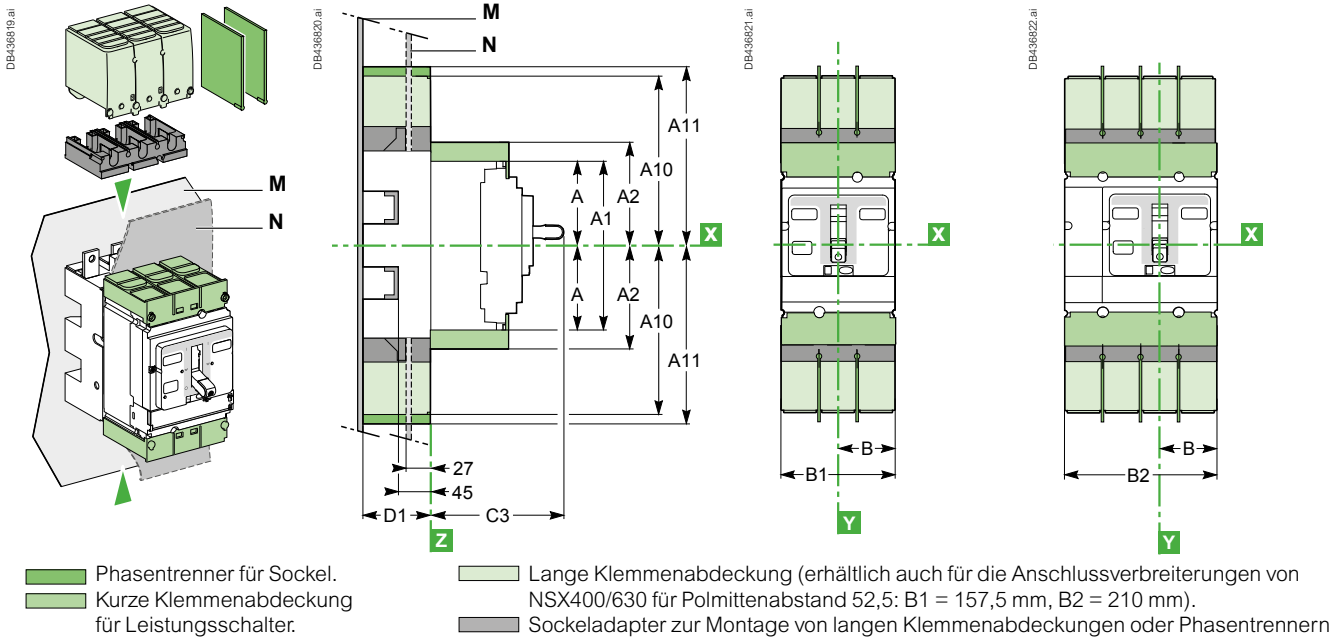 DB436819.ai
DB436820.ai
DB436821.ai
DB436822.ai
M
N
M
N
A11
A10
A2
A
A1
X
A
A2
A10
A11
27
45
D1
C3
Z
X
B
B1
Y
X
B
B2
Y
Phasentrenner für Sockel.
Kurze Klemmenabdeckung
für Leistungsschalter.
Lange Klemmenabdeckung (erhältlich auch für die Anschlussverbreiterungen von
NSX400/630 für Polmittenabstand 52,5: B1 = 157,5 mm, B2 = 210 mm).
Sockeladapter zur Montage von langen Klemmenabdeckungen oder Phasentrennern